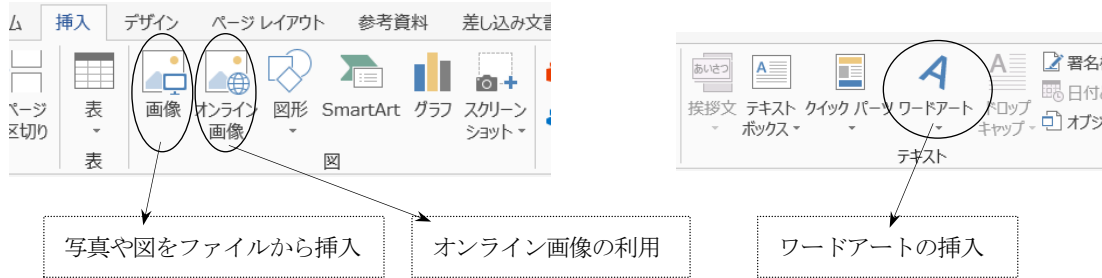 ム 挿入 デザイン ページ レイアウト 参考資料 差し込み文書
ページ
区切り
表
表
画像
オンライン
画像
図形
SmartArt
グラフ
スクリーン
ショット
図
あいさつ
挨拶文
テキスト
ボックス
クイック パーツ
ワードアート
ドロップ
キャップ
署名
日付
オブジ
テキスト
写真や図をファイルから挿入
オンライン画像の利用
ワードアートの挿入